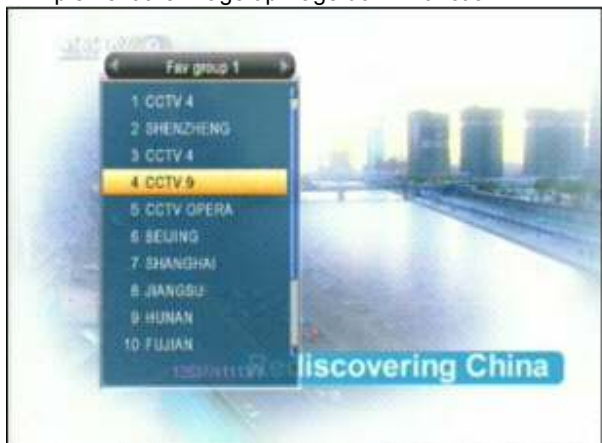 Fav group 1
1 CCTV 4
2 SHENZHENG
3 CCTV 4
4 CCTV 9
5 CCTV OPERA
6 BEIJING
7 SHANGHAI
8 JIANGSU
9 HUNAN
10 FUJIAN
Rediscovering China